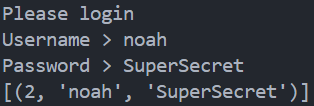 Please login
Username > noah
Password > SuperSecret
[(2, 'noah', 'SuperSecret')]